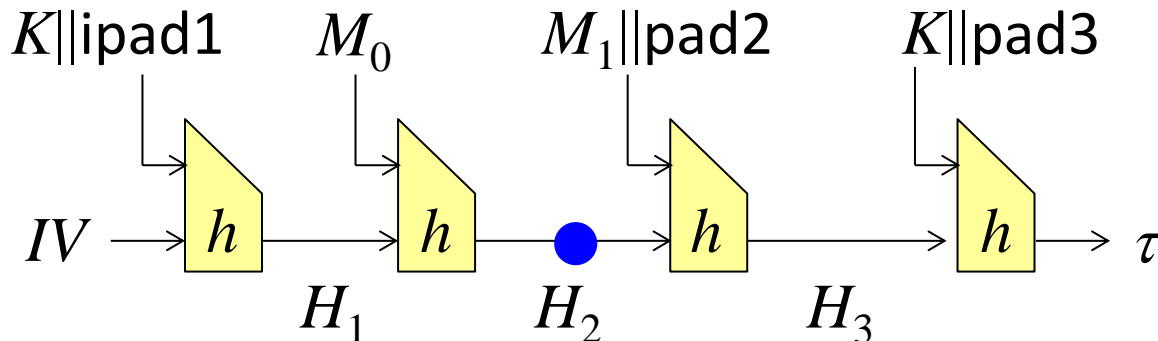 K||ipad1 M₀ M₁||pad2 K||pad3
IV h h h h τ
H₁ H₂ H₃